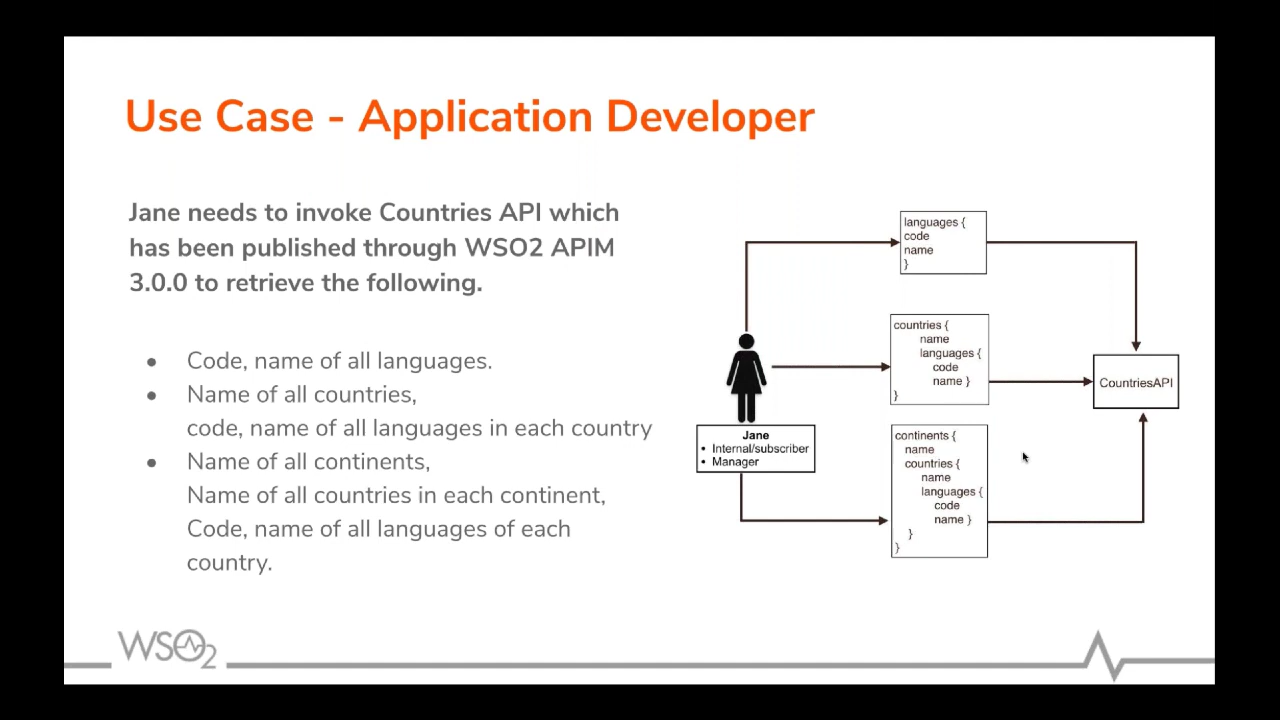 Use Case - Application Developer
Jane needs to invoke Countries API which
has been published through WSO2 APIM
3.0.0 to retrieve the following.
● Code, name of all languages.
● Name of all countries,
code, name of all languages in each country
● Name of all continents,
Name of all countries in each continent,
Code, name of all languages of each
country.
languages {
code
name
}
countries {
name
languages {
code
name }
}
continents {
name
countries {
name
languages {
code
name }
}
}
Jane
• Internal/subscriber
• Manager
CountriesAPI
WSO2